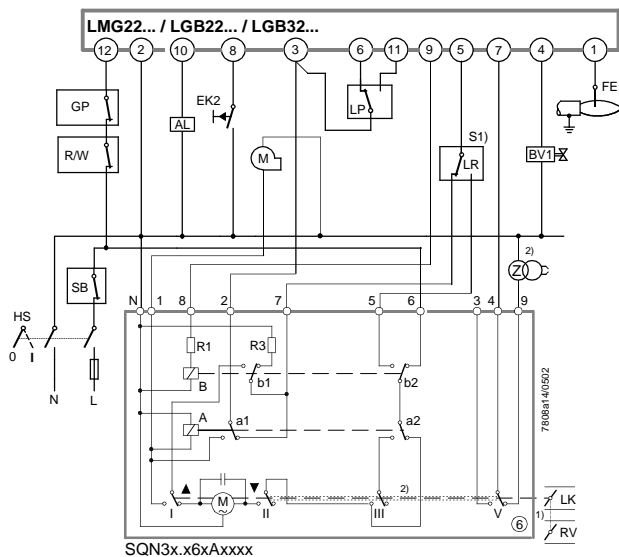 LMG22... / LGB22... / LGB32...
12 2 10 8 3 6 11 9 5 7 4 1
GP
EK2
LP
FE
AL
S1)
R/W
M
LR
BV1
2)
Z
SB
HS
N 1 8 2 7 5 6 3 4 9
0 I
R1 R3
B b1 b2
N L
A a1 a2
7808a14/0502
M
~
2)
I II III V LK
1)
6
RV
SQN3x.x6xAxxxx